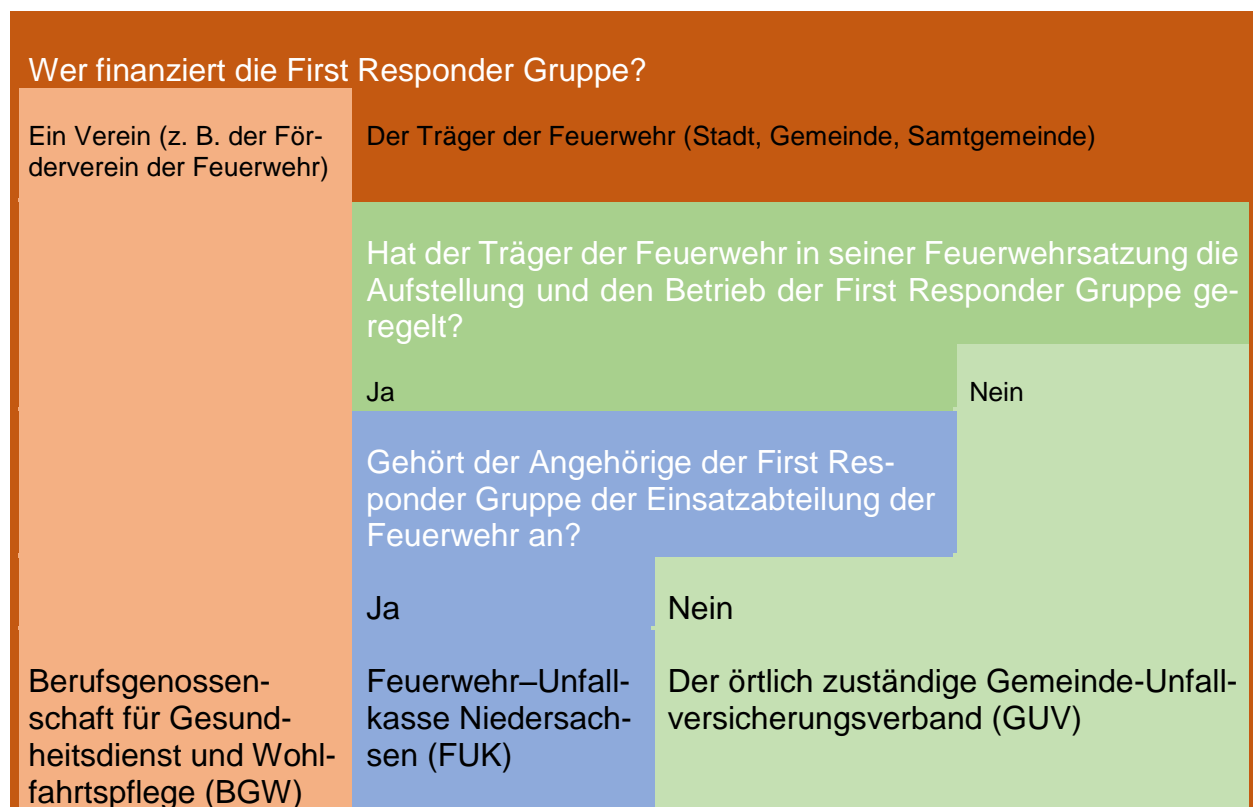 Wer finanziert die First Responder Gruppe?
Ein Verein (z. B. der För-
derverein der Feuerwehr)
Der Träger der Feuerwehr (Stadt, Gemeinde, Samtgemeinde)
Hat der Träger der Feuerwehr in seiner Feuerwehrsatzung die
Aufstellung und den Betrieb der First Responder Gruppe ge-
regelt?
Ja
Nein
Gehört der Angehörige der First Res-
ponder Gruppe der Einsatzabteilung der
Feuerwehr an?
Ja
Nein
Berufsgenossen-
schaft für Gesund-
heitsdienst und Wohl-
fahrtspflege (BGW)
Feuerwehr–Unfall-
kasse Niedersach-
sen (FUK)
Der örtlich zuständige Gemeinde-Unfall-
versicherungsverband (GUV)